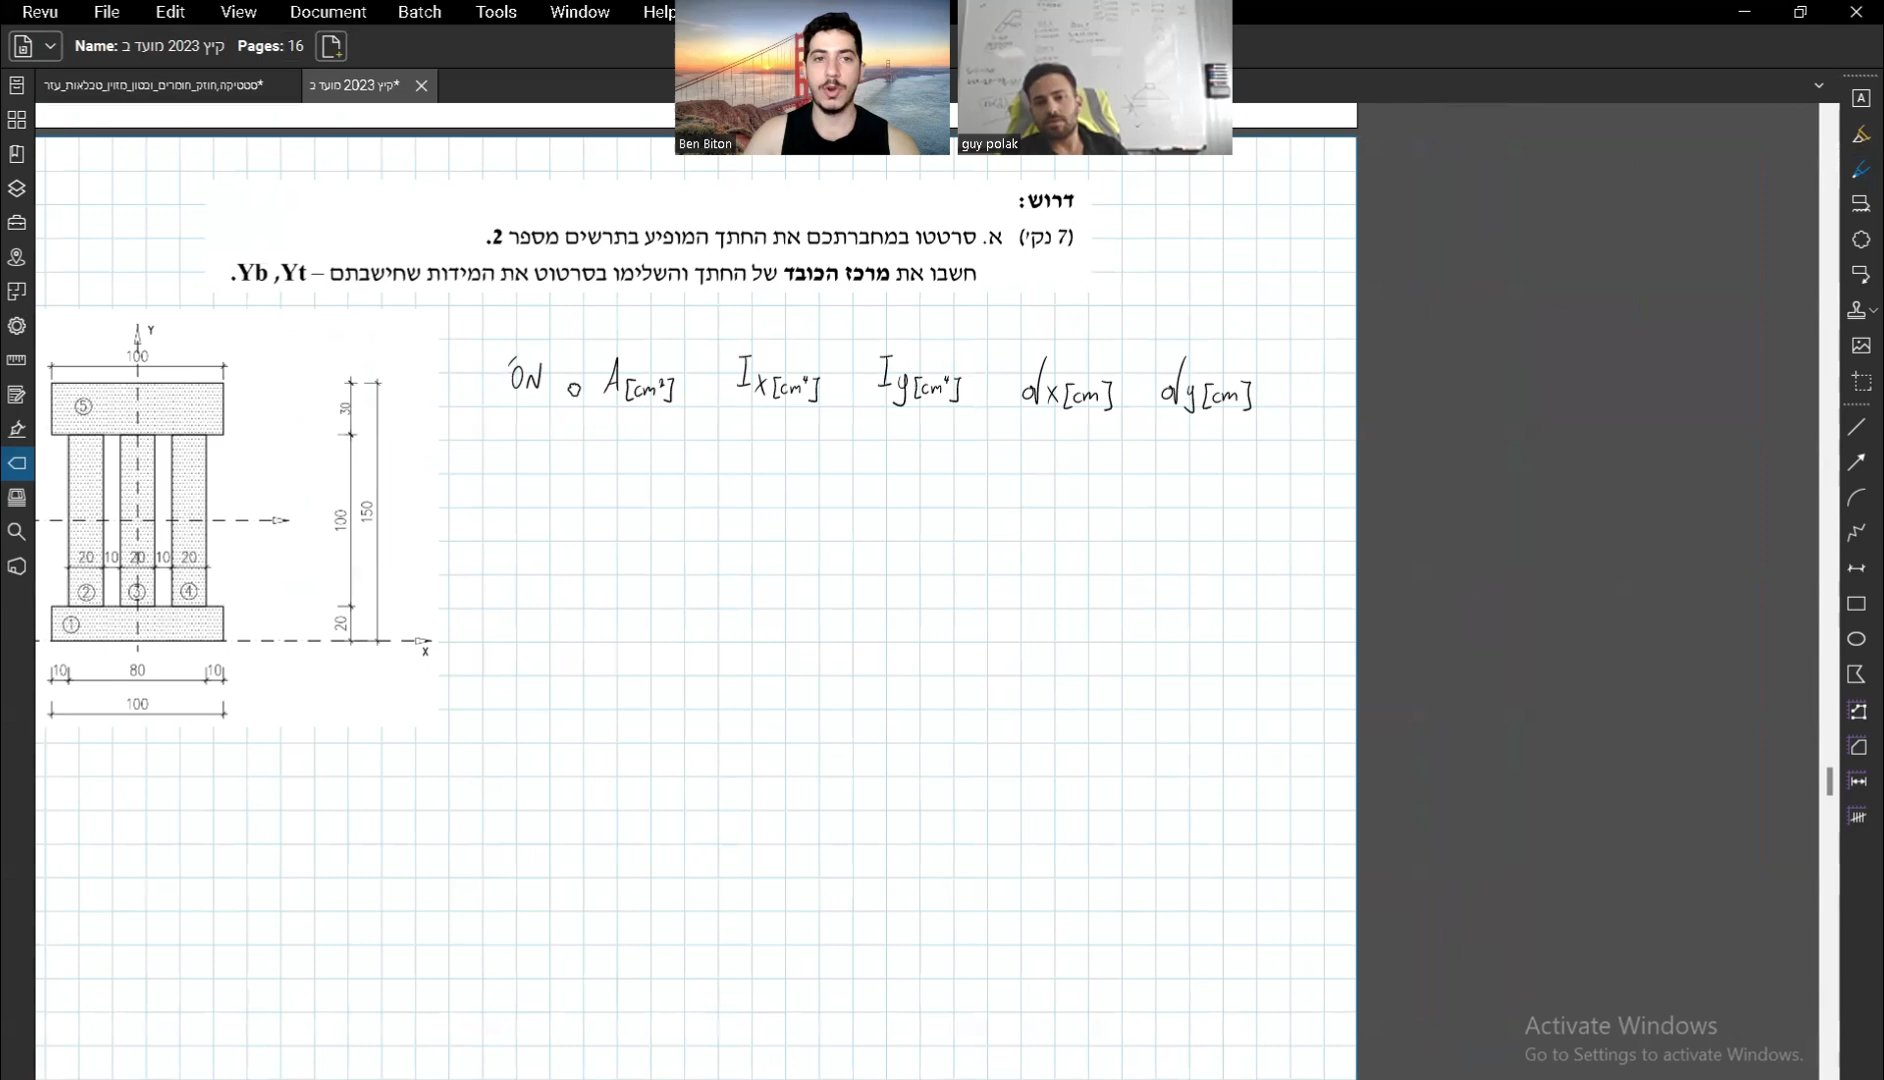 Revu File Edit View Document Batch Tools Window Help
Name: קיץ 2023 מועד ב Pages: 16
סטטיקה,חוזק_חומרים_ובטון_מזוין_טבלאות_עזר*
קיץ 2023 מועד ב*
Ben Biton
guy polak
דרוש:
(7 נק') א. סרטטו במחברתכם את החתך המופיע בתרשים מספר 2.
חשבו את מרכז הכובד של החתך והשלימו בסרטוט את המידות שחישבתם – Yb ,Yt.
Y
100
5
30
100
150
20 10 20 10 20
2 3 4
1
20
X
10 80 10
100
מס' A[cm²] Ix[cm⁴] Iy[cm⁴] dx[cm] dy[cm]
Activate Windows
Go to Settings to activate Windows.